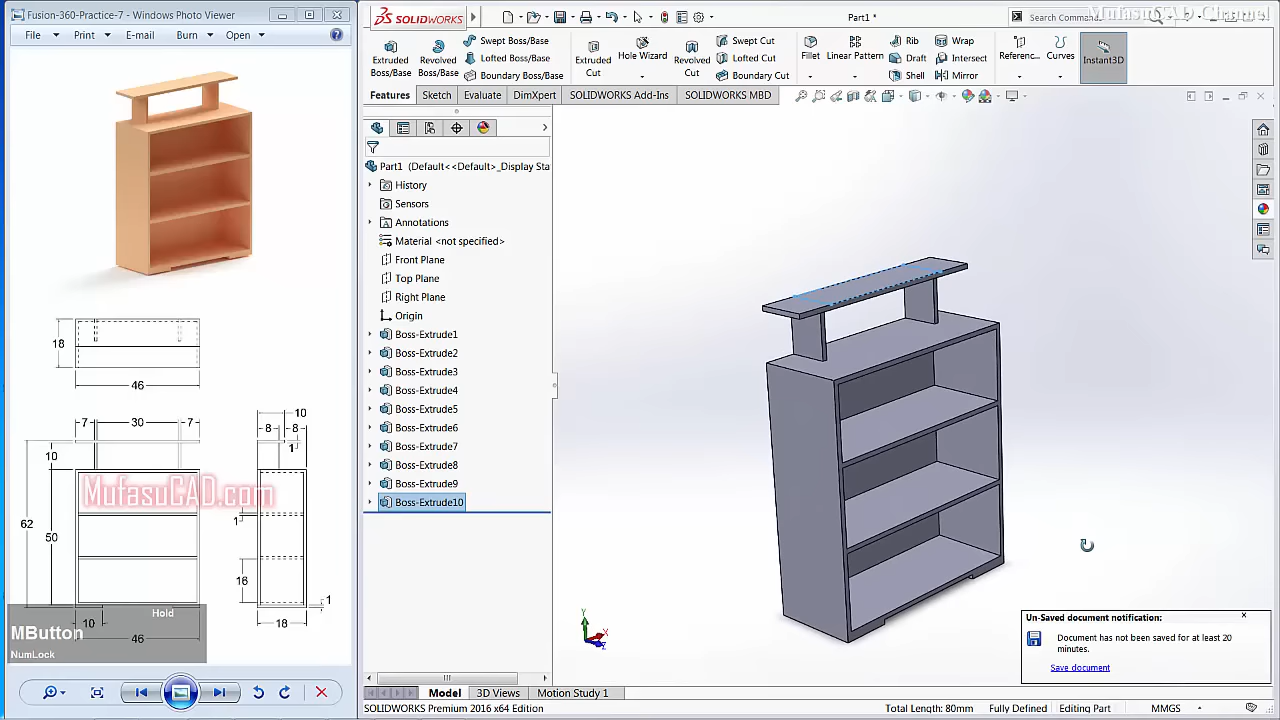 Fusion-360-Practice-7 - Windows Photo Viewer
File Print E-mail Burn Open
18
46
7 30 7
10
62
50
10
46
10
8 8
1
1
16
1
18
MufasuCAD.com
Hold
MButton
NumLock
SOLIDWORKS
Part1 *
Search Comman
MufasuCAD Channel
Extruded Boss/Base
Revolved Boss/Base
Swept Boss/Base
Lofted Boss/Base
Boundary Boss/Base
Extruded Cut
Hole Wizard
Revolved Cut
Swept Cut
Lofted Cut
Boundary Cut
Fillet
Linear Pattern
Rib
Draft
Shell
Wrap
Intersect
Mirror
Referenc...
Curves
Instant3D
Features Sketch Evaluate DimXpert SOLIDWORKS Add-Ins SOLIDWORKS MBD
Part1 (Default<<Default>_Display Sta
History
Sensors
Annotations
Material <not specified>
Front Plane
Top Plane
Right Plane
Origin
Boss-Extrude1
Boss-Extrude2
Boss-Extrude3
Boss-Extrude4
Boss-Extrude5
Boss-Extrude6
Boss-Extrude7
Boss-Extrude8
Boss-Extrude9
Boss-Extrude10
Y
X
Z
Un-Saved document notification:
Document has not been saved for at least 20
minutes.
Save document
Model 3D Views Motion Study 1
SOLIDWORKS Premium 2016 x64 Edition Total Length: 80mm Fully Defined Editing Part MMGS